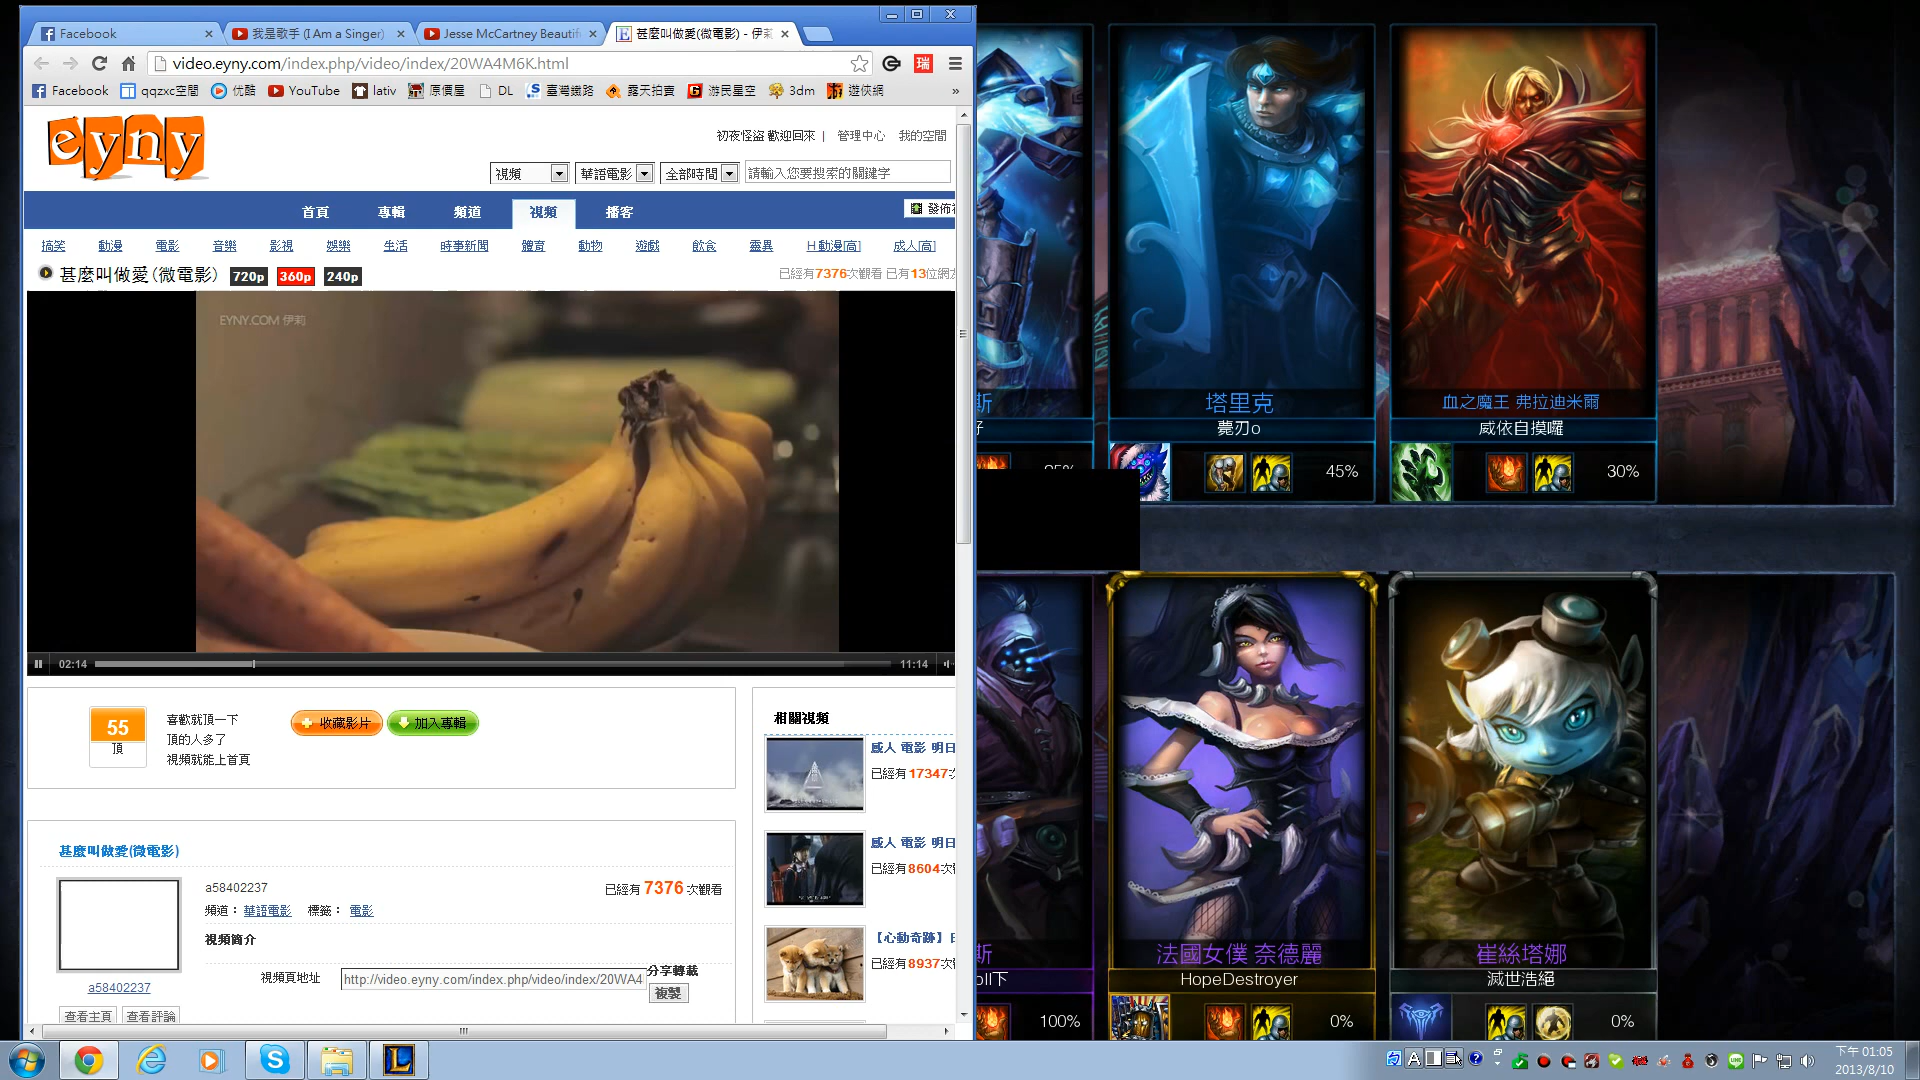 Facebook
我是歌手 (I Am a Singer)
Jesse McCartney Beautif
甚麼叫做愛(微電影) - 伊莉
video.eyny.com/index.php/video/index/20WA4M6K.html
Facebook qqzxc空間 优酷 YouTube lativ 原價屋 DL 臺灣鐵路 露天拍賣 游民星空 3dm 遊俠網 »
eyny
初夜怪盜 歡迎回來 | 管理中心 我的空間
視頻 華語電影 全部時間 請輸入您要搜索的關鍵字
首頁 專輯 頻道 視頻 播客
發佈
搞笑 動漫 電影 音樂 影視 娛樂 生活 時事新聞 體育 動物 遊戲 飲食 靈異 H動漫[高] 成人[高]
甚麼叫做愛(微電影) 720p 360p 240p
已經有7376次觀看 已有13位網
EYNY.COM 伊莉
02:14 11:14
55
頂
喜歡就頂一下
頂的人多了
視頻就能上首頁
收藏影片 加入專輯
相關視頻
感人 電影 明日
已經有17347
感人 電影 明日
已經有8604次
【心動奇跡】
已經有8937次
甚麼叫做愛(微電影)
a58402237
已經有 7376 次觀看
頻道： 華語電影 標籤： 電影
視頻簡介
視頻頁地址 http://video.eyny.com/index.php/video/index/20WA4
分享轉載
複製
a58402237
查看主頁 查看評論
斯
塔里克
薨刃o
45%
血之魔王 弗拉迪米爾
威依自摸囉
30%
斯
100%
法國女僕 奈德麗
HopeDestroyer
0%
崔絲塔娜
滅世浩絕
0%
下午 01:05
2013/8/10